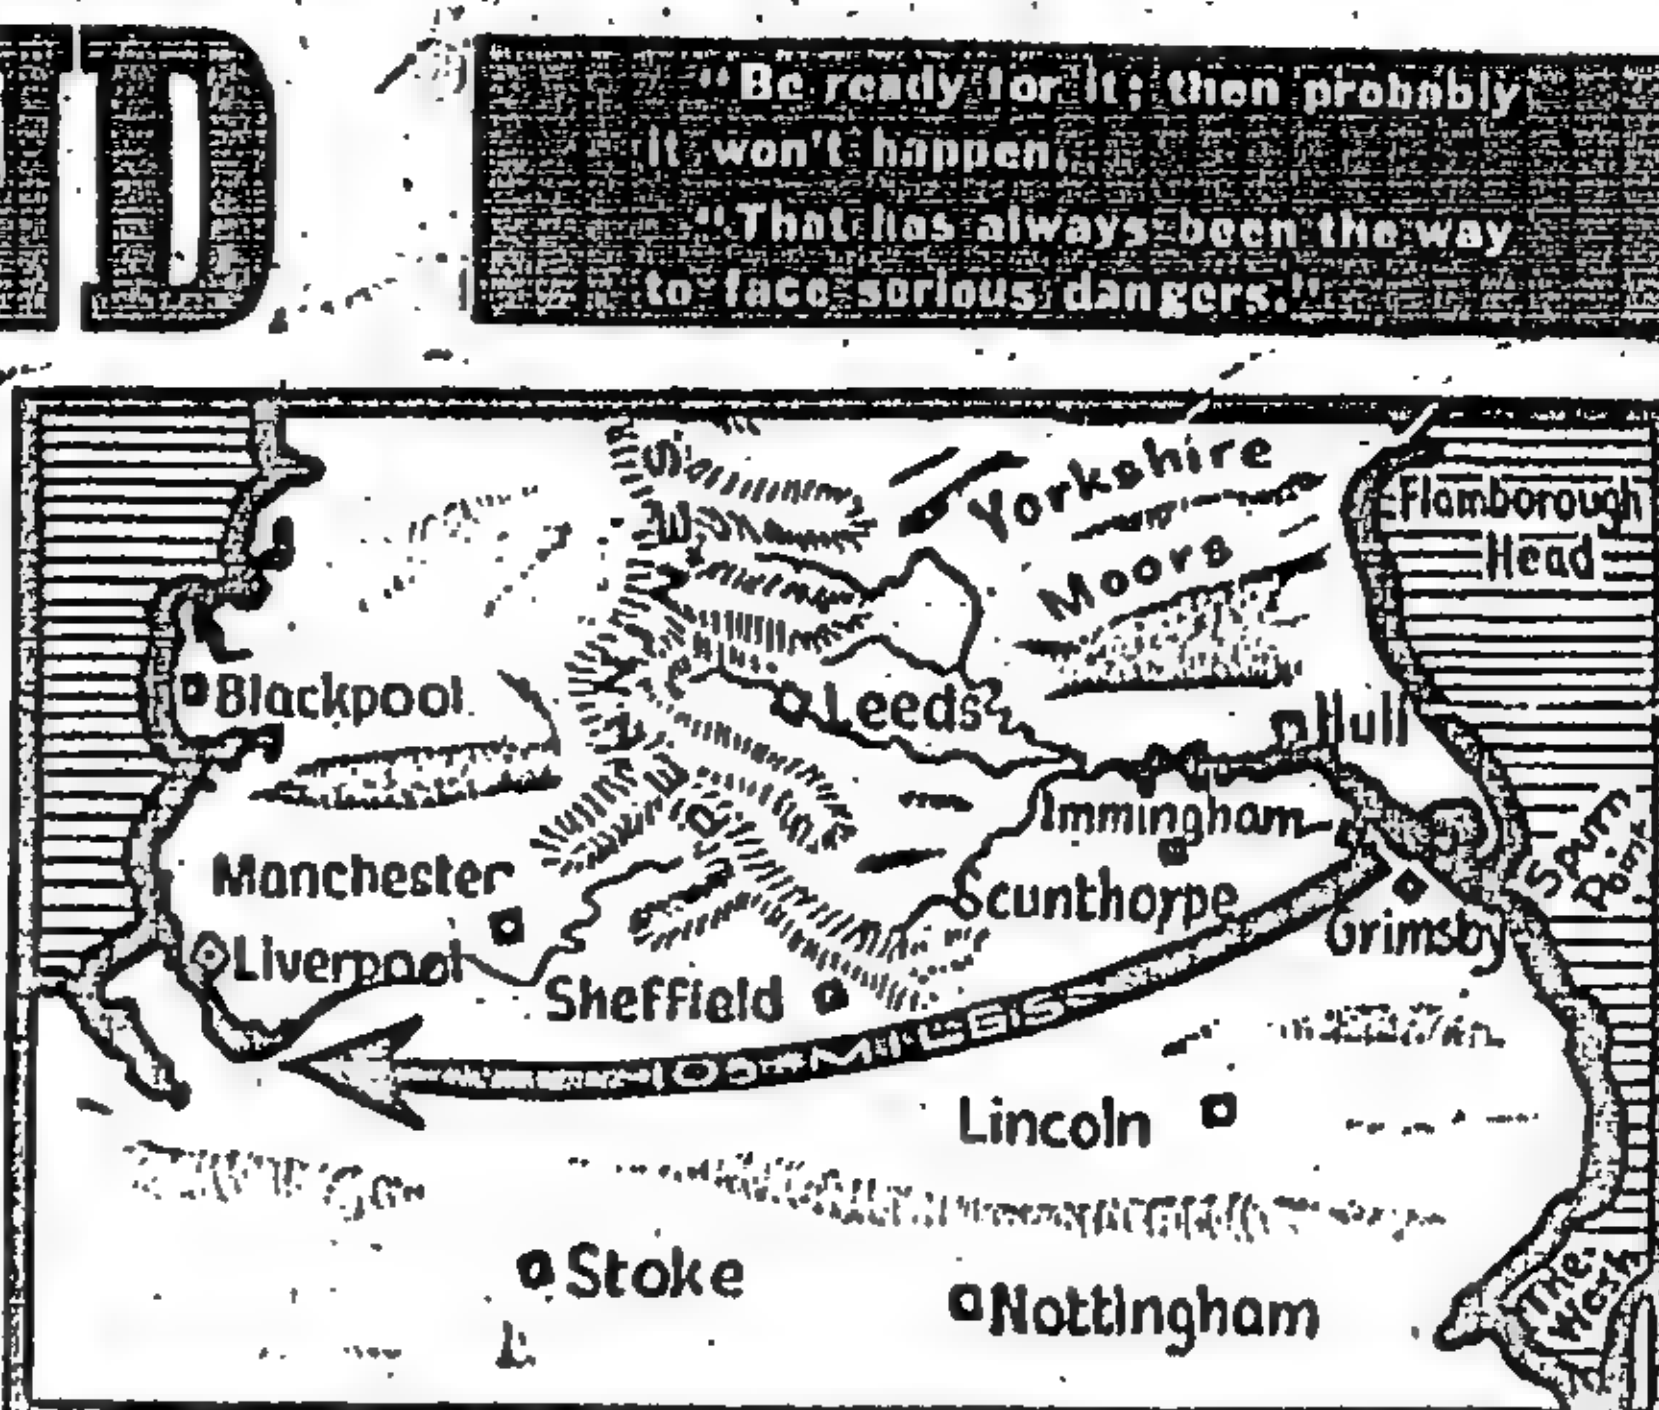 D
"Be ready for it; then probably
it won't happen.
"That has always been the way
to face serious dangers."
Yorkshire
Moors
Flamborough
Head
Blackpool
Leeds
Hull
Immingham
Spurn
Point
Manchester
Scunthorpe
Grimsby
Liverpool
Sheffield
MILES
Lincoln
Stoke
Nottingham
The
Wash